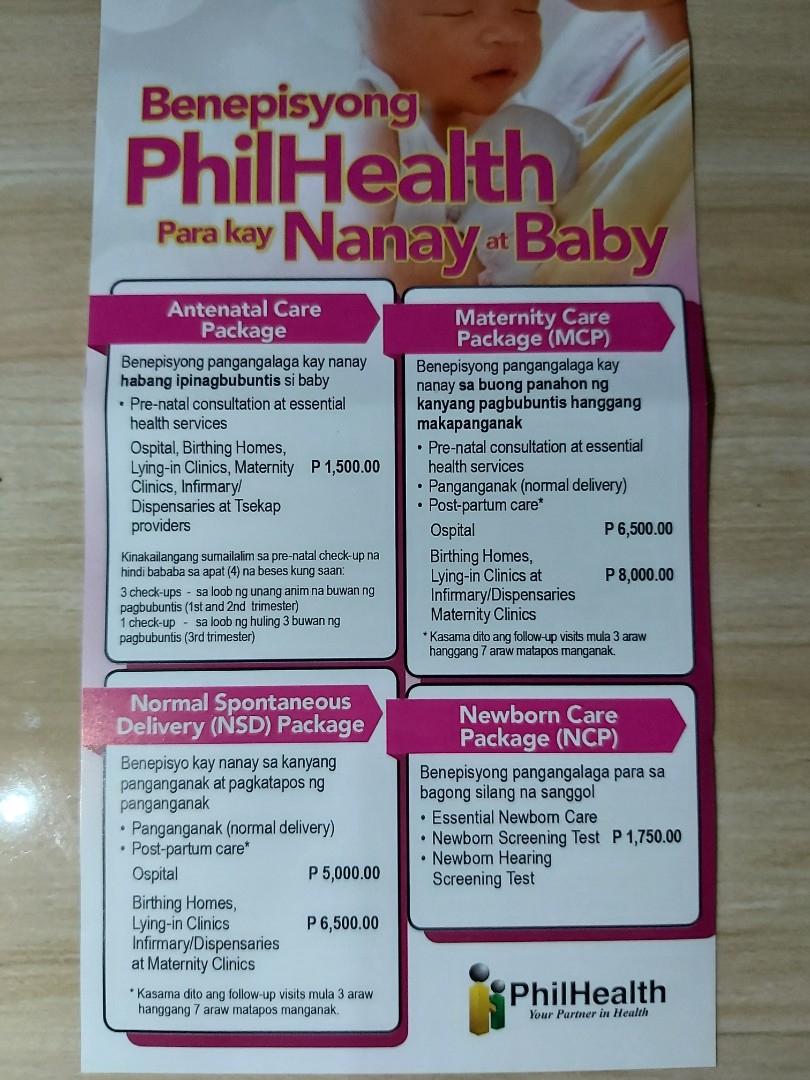 Benepisyong
PhilHealth
Para kay Nanay at Baby
Antenatal Care
Package
Benepisyong pangangalaga kay nanay
habang ipinagbubuntis si baby
• Pre-natal consultation at essential
health services
Ospital, Birthing Homes,
Lying-in Clinics, Maternity P 1,500.00
Clinics, Infirmary/
Dispensaries at Tsekap
providers
Kinakailangang sumailalim sa pre-natal check-up na
hindi bababa sa apat (4) na beses kung saan:
3 check-ups - sa loob ng unang anim na buwan ng
pagbubuntis (1st and 2nd trimester)
1 check-up - sa loob ng huling 3 buwan ng
pagbubuntis (3rd trimester)
Maternity Care
Package (MCP)
Benepisyong pangangalaga kay
nanay sa buong panahon ng
kanyang pagbubuntis hanggang
makapanganak
• Pre-natal consultation at essential
health services
• Panganganak (normal delivery)
• Post-partum care*
Ospital P 6,500.00
Birthing Homes,
Lying-in Clinics at P 8,000.00
Infirmary/Dispensaries
Maternity Clinics
* Kasama dito ang follow-up visits mula 3 araw
hanggang 7 araw matapos manganak.
Normal Spontaneous
Delivery (NSD) Package
Benepisyo kay nanay sa kanyang
panganganak at pagkatapos ng
panganganak
• Panganganak (normal delivery)
• Post-partum care*
Ospital P 5,000.00
Birthing Homes,
Lying-in Clinics P 6,500.00
Infirmary/Dispensaries
at Maternity Clinics
* Kasama dito ang follow-up visits mula 3 araw
hanggang 7 araw matapos manganak.
Newborn Care
Package (NCP)
Benepisyong pangangalaga para sa
bagong silang na sanggol
• Essential Newborn Care
• Newborn Screening Test P 1,750.00
• Newborn Hearing
Screening Test
PhilHealth
Your Partner in Health